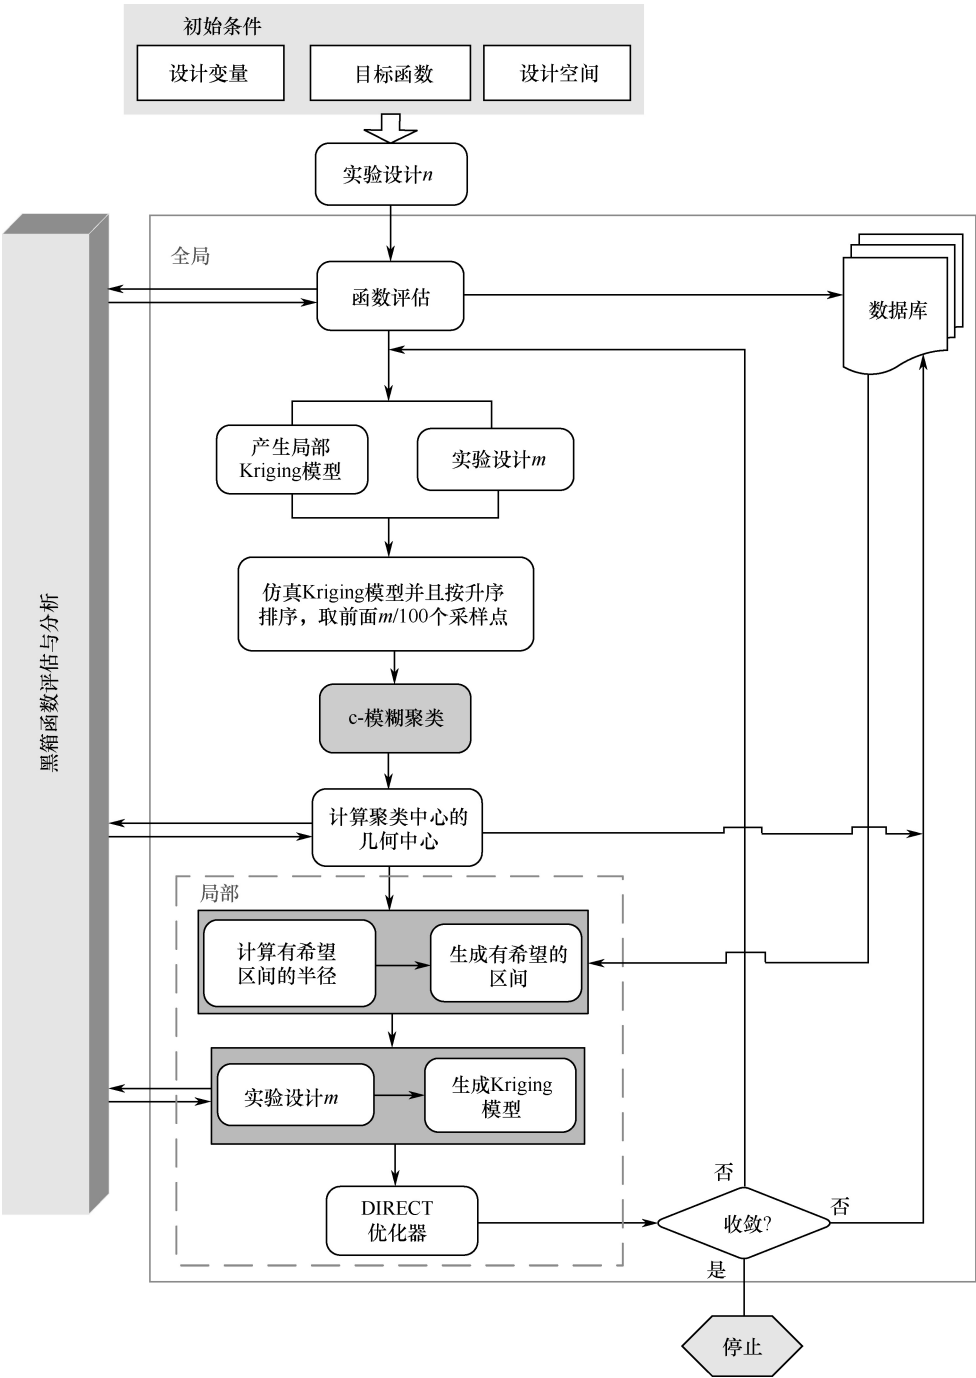 初始条件
设计变量
目标函数
设计空间
实验设计n
全局
函数评估
数据库
产生局部
Kriging模型
实验设计m
仿真Kriging模型并且按升序
排序，取前面m/100个采样点
黑箱函数评估与分析
c-模糊聚类
计算聚类中心的
几何中心
局部
计算有希望
区间的半径
生成有希望的
区间
实验设计m
生成Kriging
模型
DIRECT
优化器
否
收敛?
否
是
停止